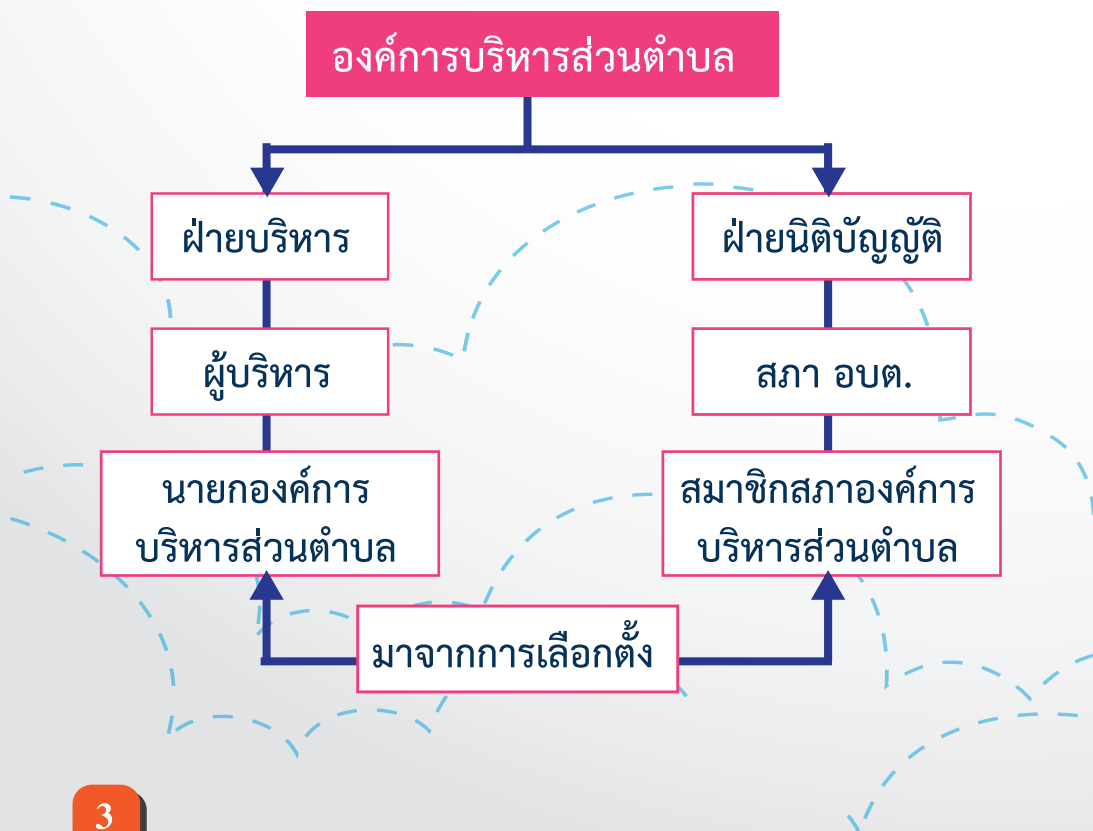 องค์การบริหารส่วนตำบล
ฝ่ายบริหาร
ฝ่ายนิติบัญญัติ
ผู้บริหาร
สภา อบต.
นายกองค์การ
บริหารส่วนตำบล
สมาชิกสภาองค์การ
บริหารส่วนตำบล
มาจากการเลือกตั้ง
3